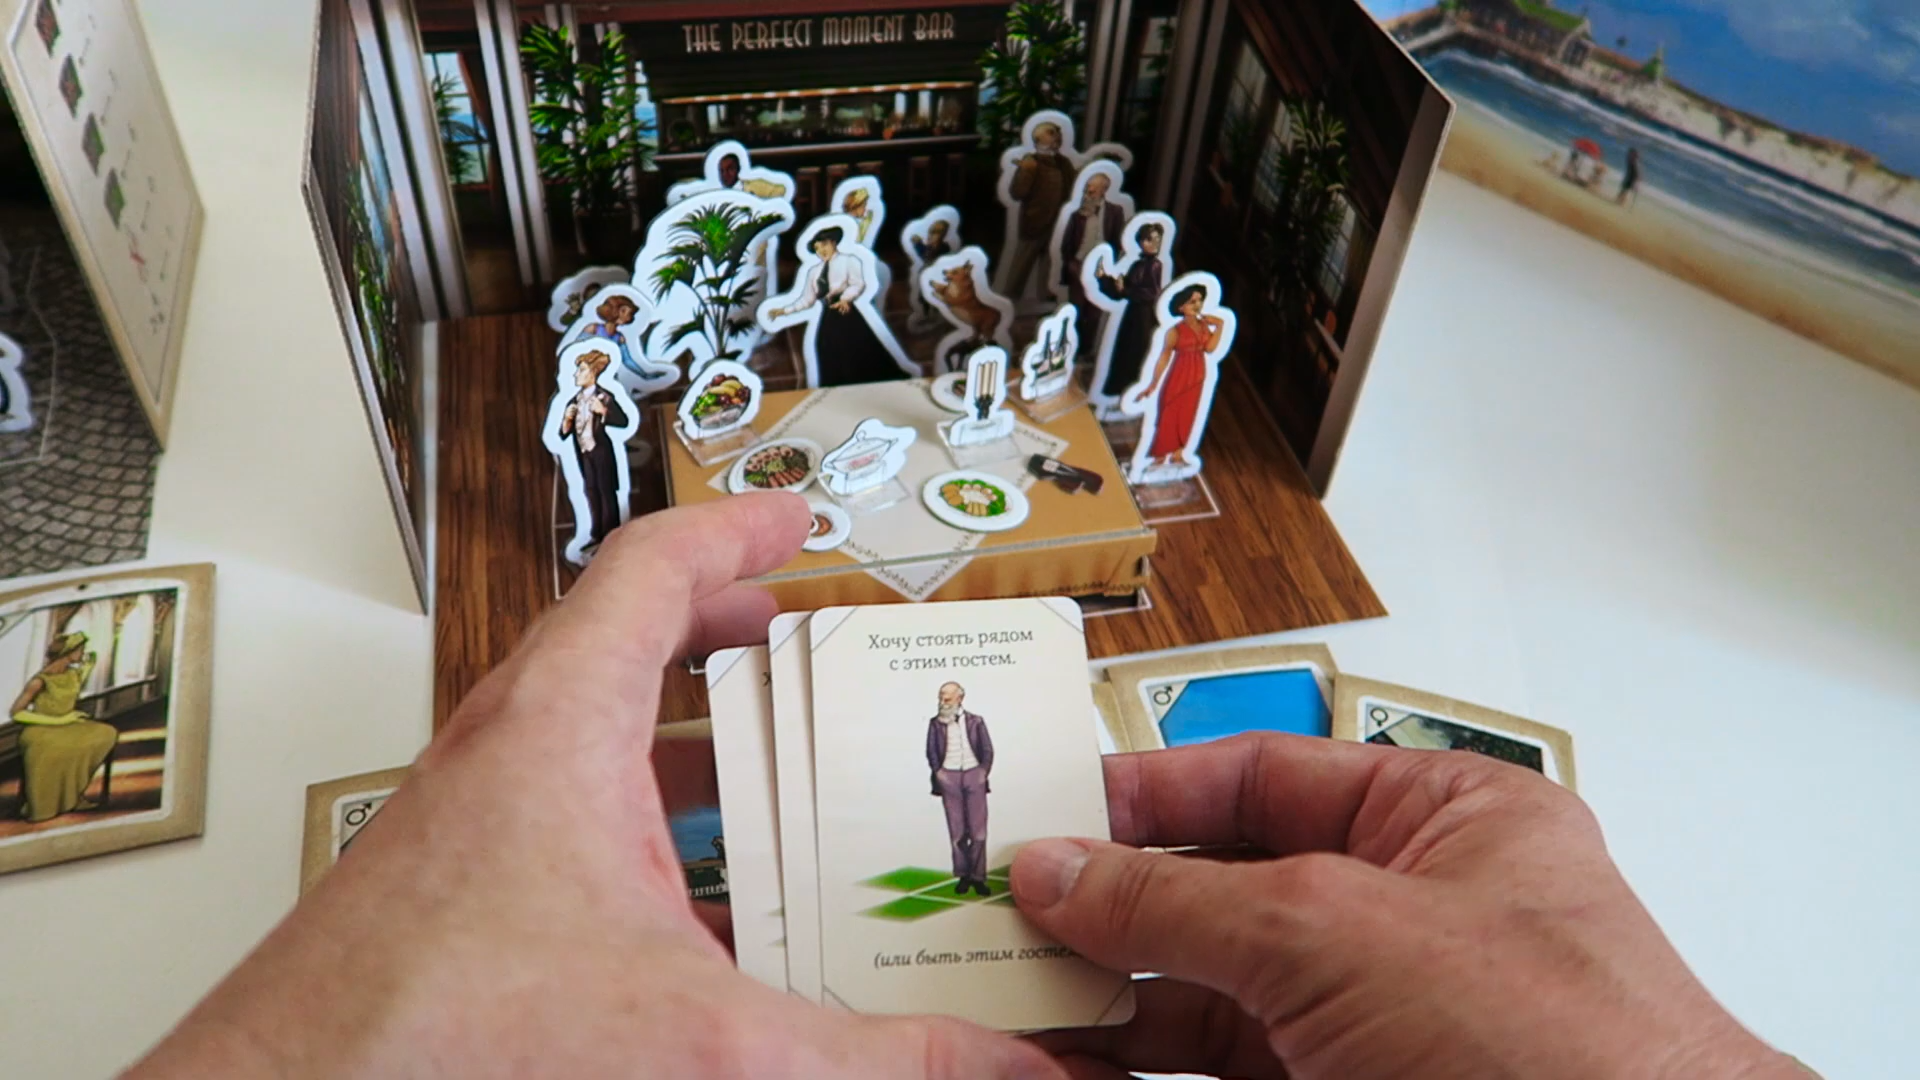 THE PERFECT MOMENT BAR
Хочу стоять рядом
с этим гостем.
(или быть этим гостем